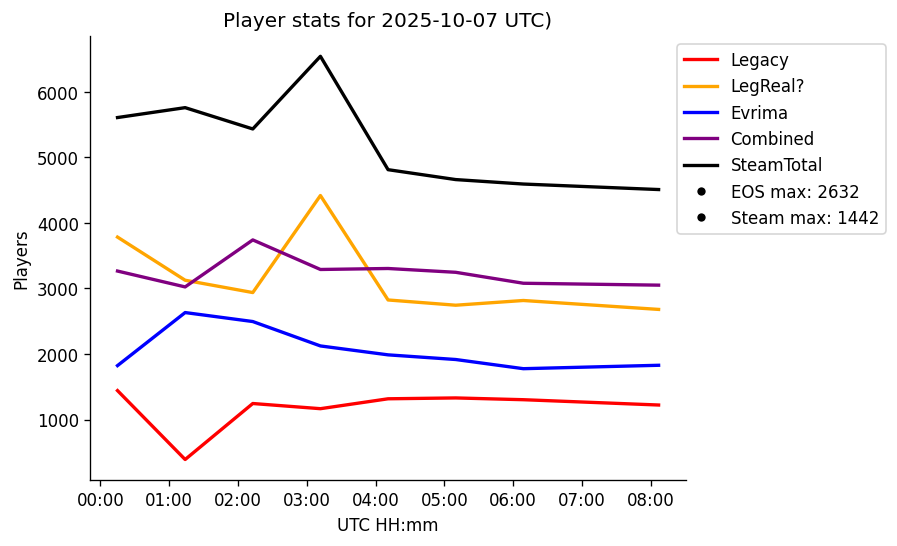 Player stats for 2025-10-07 UTC)
Players
6000
5000
4000
3000
2000
1000
00:00 01:00 02:00 03:00 04:00 05:00 06:00 07:00 08:00
UTC HH:mm
Legacy
LegReal?
Evrima
Combined
SteamTotal
EOS max: 2632
Steam max: 1442